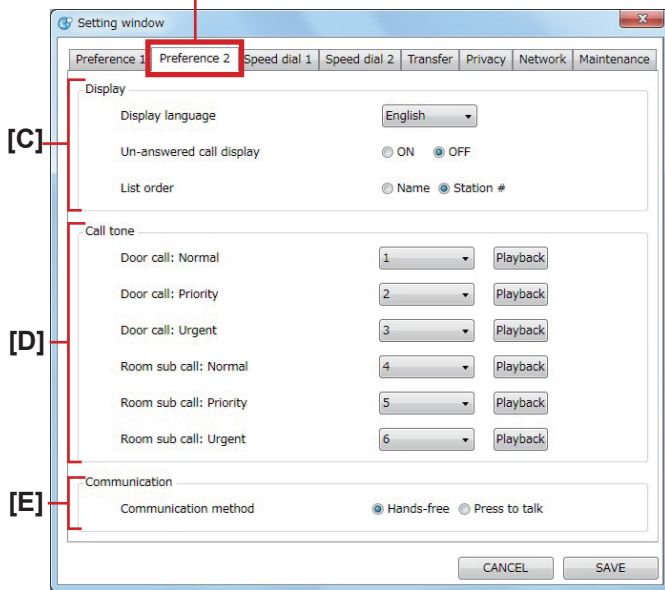 Setting window
Preference 1 Preference 2 Speed dial 1 Speed dial 2 Transfer Privacy Network Maintenance
Display
[C]
Display language English
Un-answered call display ON OFF
List order Name Station #
Call tone
Door call: Normal 1 Playback
Door call: Priority 2 Playback
[D]
Door call: Urgent 3 Playback
Room sub call: Normal 4 Playback
Room sub call: Priority 5 Playback
Room sub call: Urgent 6 Playback
Communication
[E]
Communication method Hands-free Press to talk
CANCEL SAVE